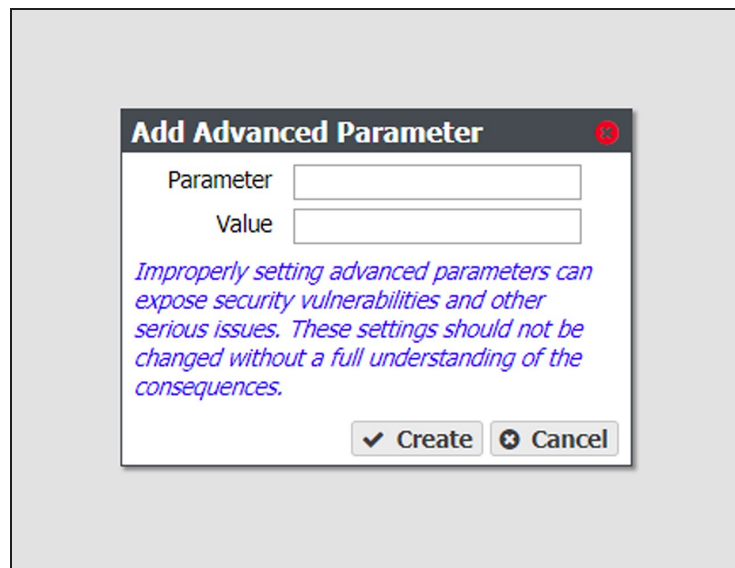 Add Advanced Parameter
Parameter
Value
Improperly setting advanced parameters can
expose security vulnerabilities and other
serious issues. These settings should not be
changed without a full understanding of the
consequences.
Create Cancel